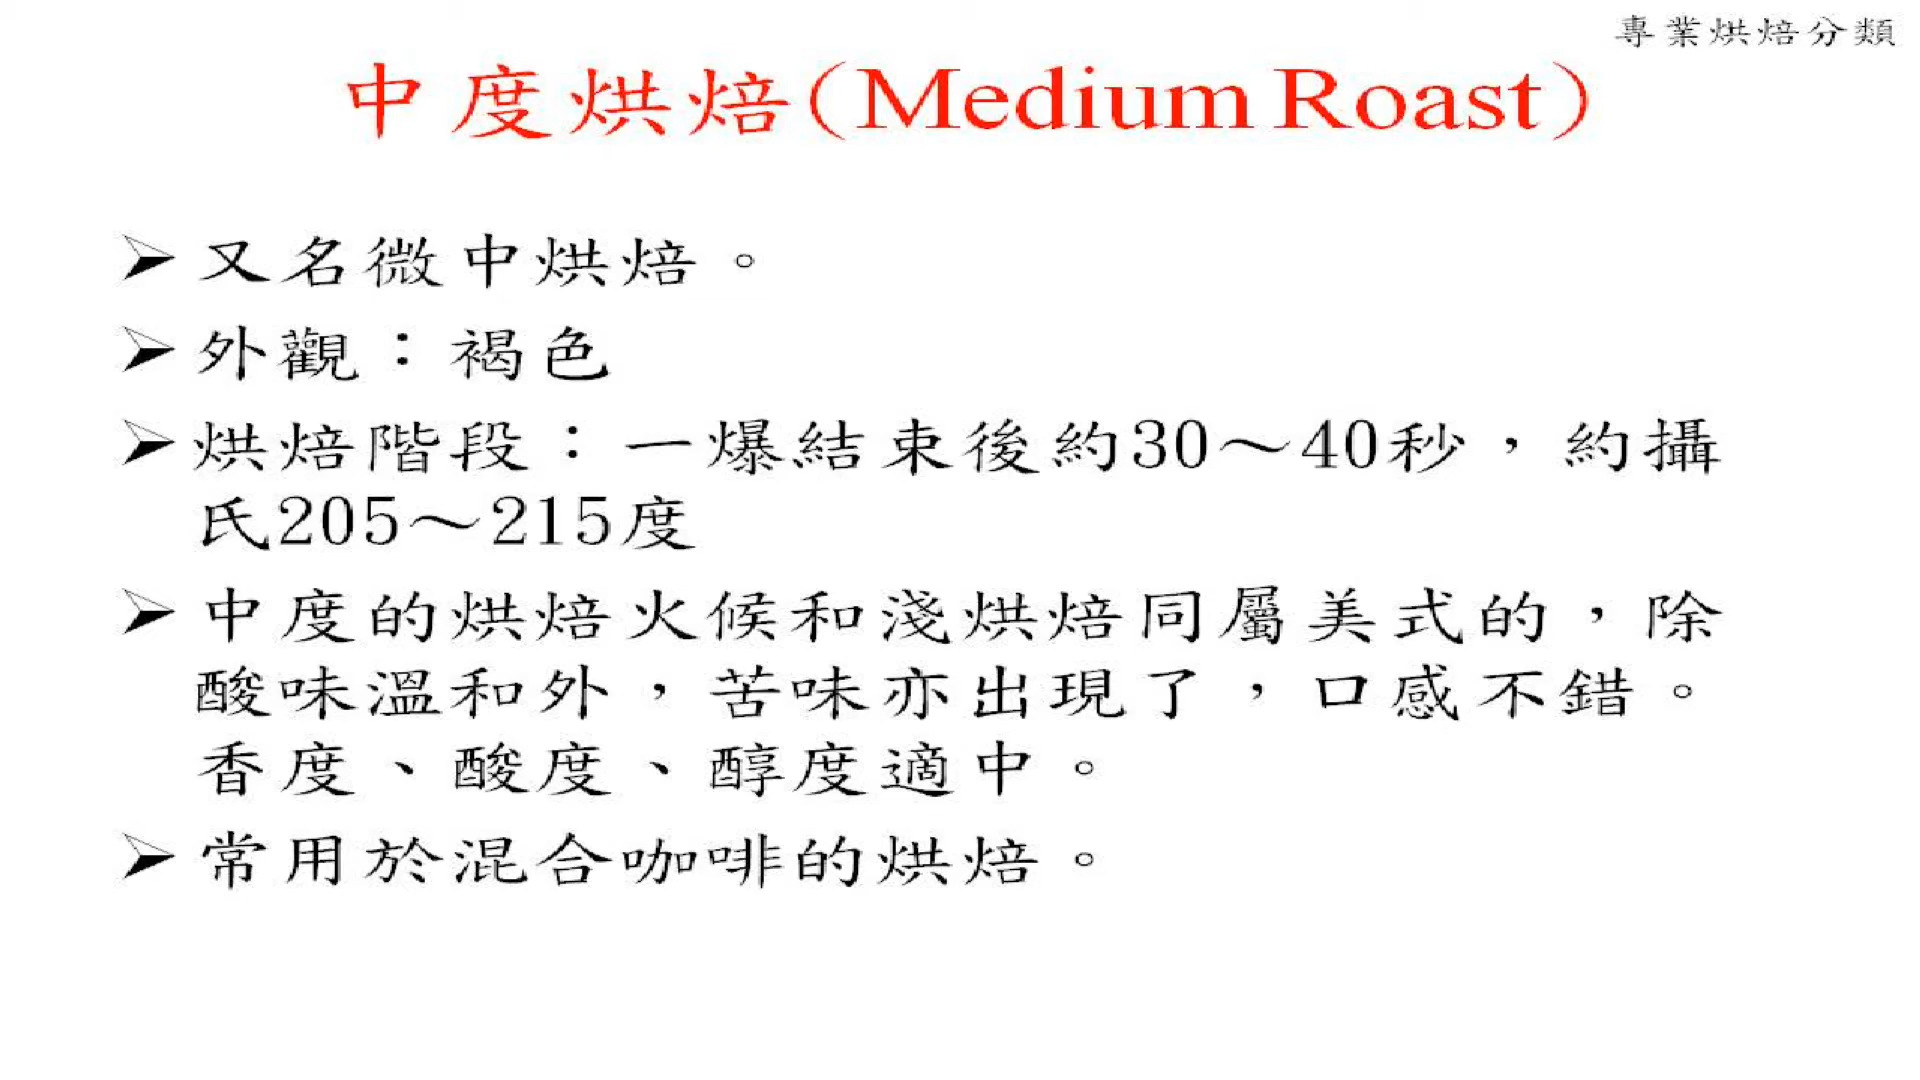 專業烘焙分類
中度烘焙(Medium Roast)
➢又名微中烘焙。
➢外觀：褐色
➢烘焙階段：一爆結束後約30～40秒，約攝
氏205～215度
➢中度的烘焙火候和淺烘焙同屬美式的，除
酸味溫和外，苦味亦出現了，口感不錯。
香度、酸度、醇度適中。
➢常用於混合咖啡的烘焙。